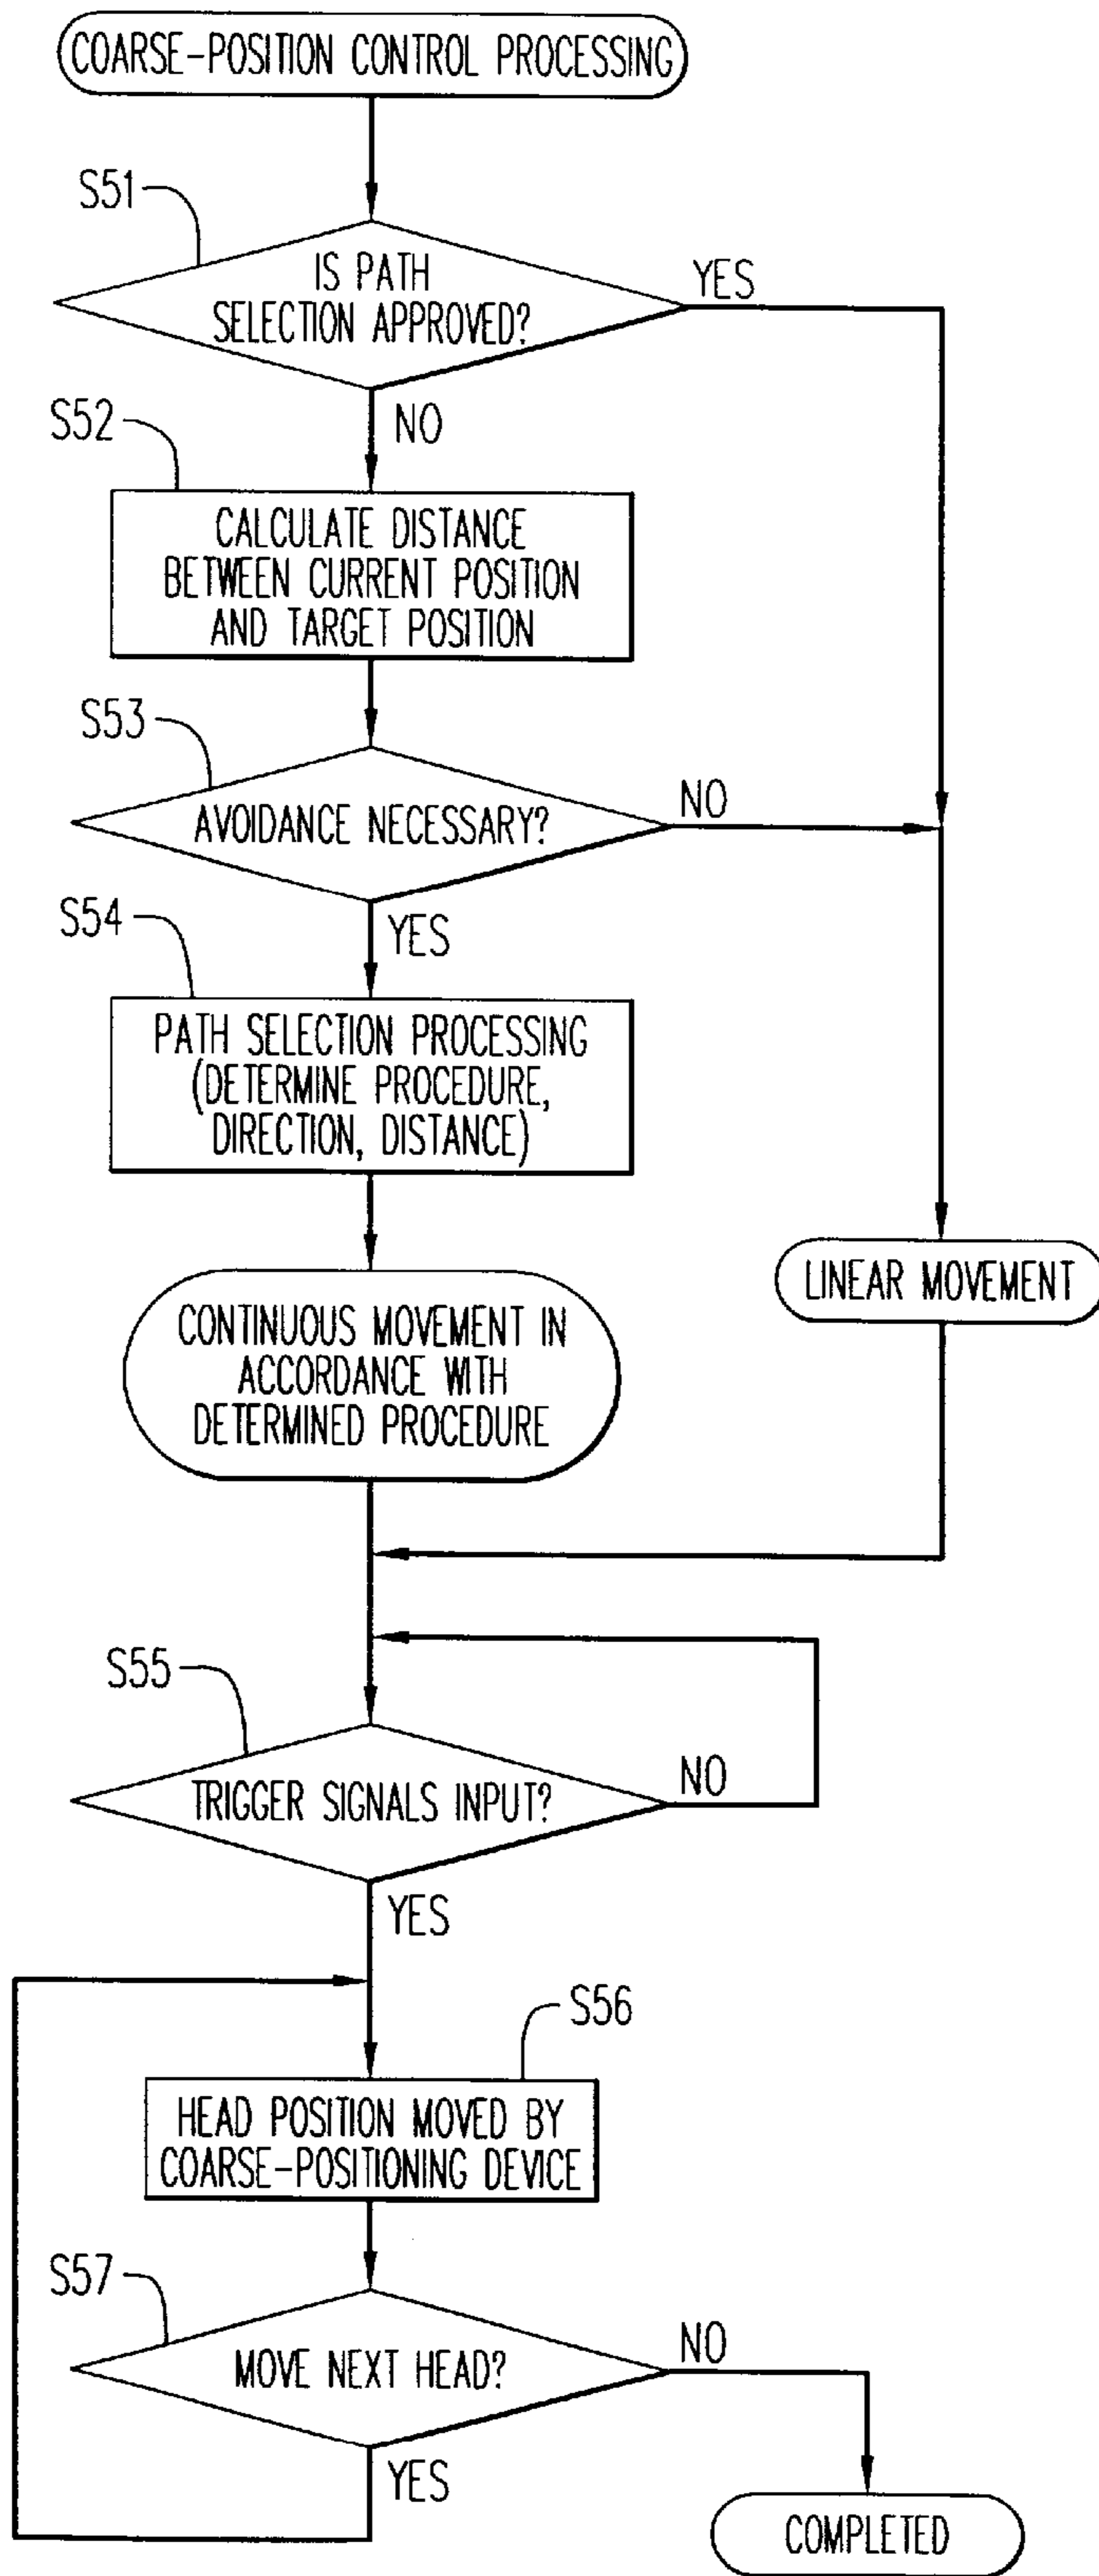 COARSE-POSITION CONTROL PROCESSING
S51
IS PATH
SELECTION APPROVED?
YES
NO
S52
CALCULATE DISTANCE
BETWEEN CURRENT POSITION
AND TARGET POSITION
S53
AVOIDANCE NECESSARY?
NO
YES
S54
PATH SELECTION PROCESSING
(DETERMINE PROCEDURE,
DIRECTION, DISTANCE)
LINEAR MOVEMENT
CONTINUOUS MOVEMENT IN
ACCORDANCE WITH
DETERMINED PROCEDURE
S55
TRIGGER SIGNALS INPUT?
NO
YES
S56
HEAD POSITION MOVED BY
COARSE-POSITIONING DEVICE
S57
MOVE NEXT HEAD?
NO
YES
COMPLETED